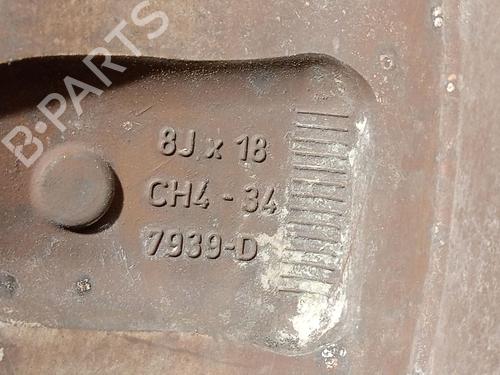 B-PARTS
8J x 18
CH4 - 34
7939-D